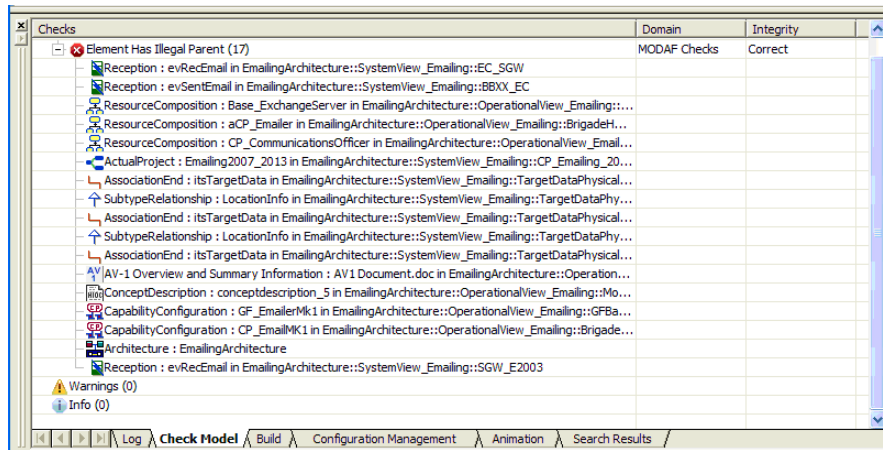 Checks Domain Integrity
Element Has Illegal Parent (17) MODAF Checks Correct
Reception : evRecEmail in EmailingArchitecture::SystemView_Emailing::EC_SGW
Reception : evSentEmail in EmailingArchitecture::SystemView_Emailing::BBXX_EC
ResourceComposition : Base_ExchangeServer in EmailingArchitecture::OperationalView_Emailing::...
ResourceComposition : aCP_Emailer in EmailingArchitecture::OperationalView_Emailing::BrigadeH...
ResourceComposition : CP_CommunicationsOfficer in EmailingArchitecture::OperationalView_Email...
ActualProject : Emailing2007_2013 in EmailingArchitecture::SystemView_Emailing::CP_Emailing_20...
AssociationEnd : itsTargetData in EmailingArchitecture::SystemView_Emailing::TargetDataPhysical...
SubtypeRelationship : LocationInfo in EmailingArchitecture::SystemView_Emailing::TargetDataPhy...
AssociationEnd : itsTargetData in EmailingArchitecture::SystemView_Emailing::TargetDataPhysical...
SubtypeRelationship : LocationInfo in EmailingArchitecture::SystemView_Emailing::TargetDataPhy...
AssociationEnd : itsTargetData in EmailingArchitecture::SystemView_Emailing::TargetDataPhysical...
AV 1 AV-1 Overview and Summary Information : AV1 Document.doc in EmailingArchitecture::Operation...
ConceptDescription : conceptdescription_5 in EmailingArchitecture::OperationalView_Emailing::Mo...
CapabilityConfiguration : GF_EmailerMk1 in EmailingArchitecture::OperationalView_Emailing::GFBa...
CapabilityConfiguration : CP_EmailMK1 in EmailingArchitecture::OperationalView_Emailing::Brigade...
Architecture : EmailingArchitecture
Reception : evRecEmail in EmailingArchitecture::SystemView_Emailing::SGW_E2003
Warnings (0)
Info (0)
Log Check Model Build Configuration Management Animation Search Results